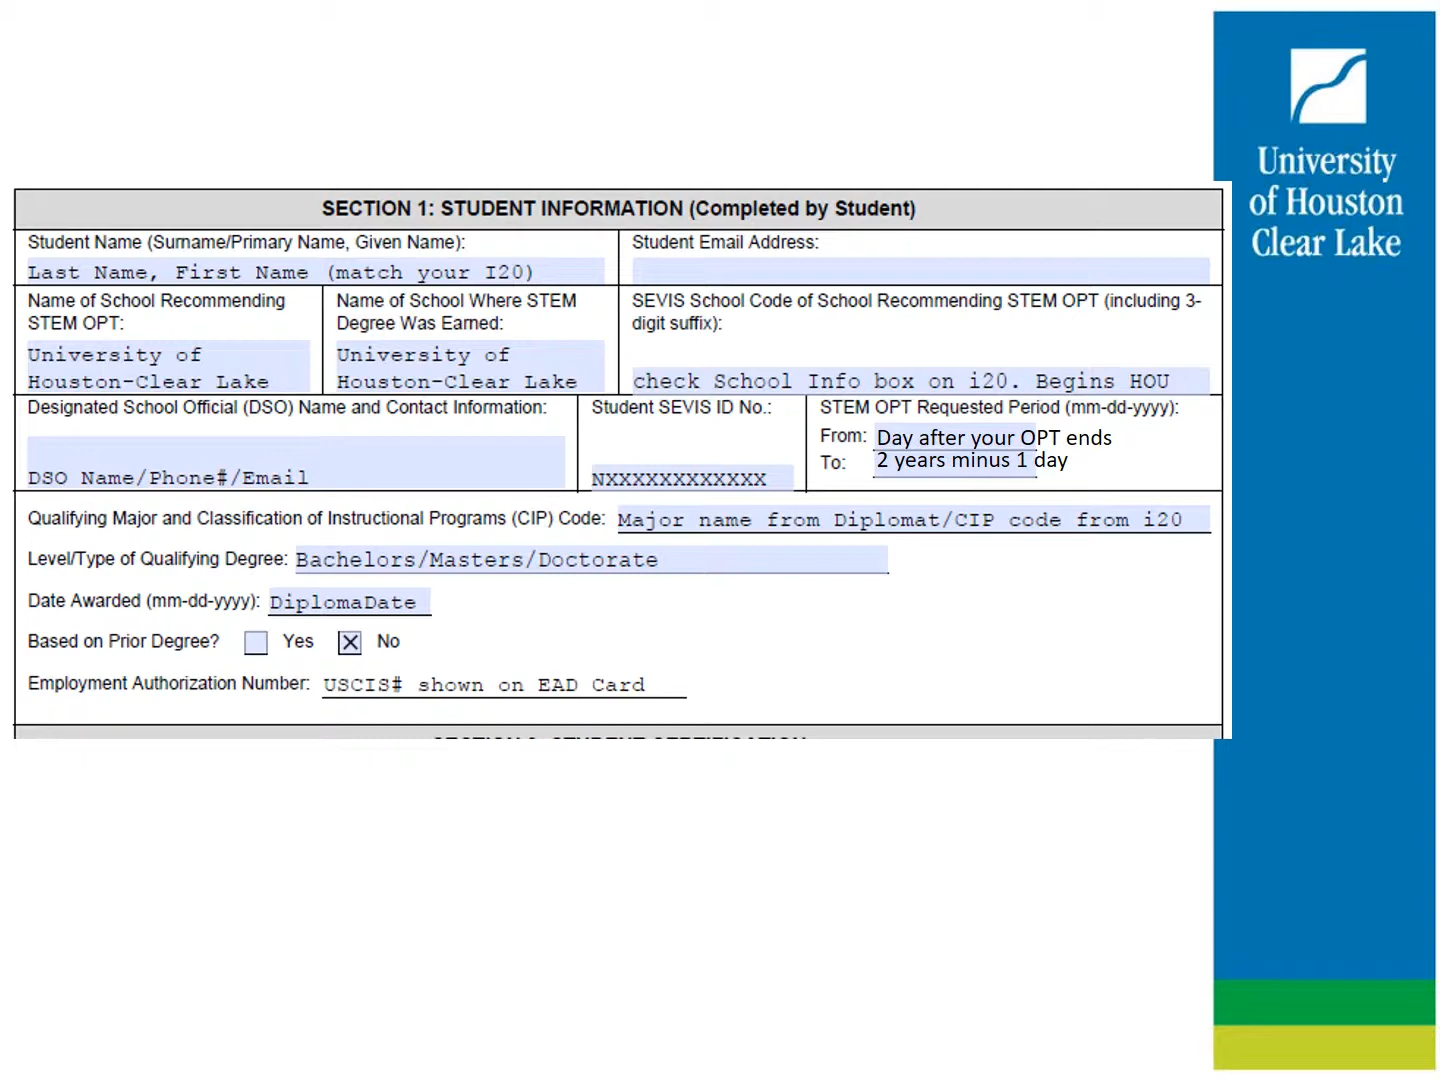 University
of Houston
Clear Lake
SECTION 1: STUDENT INFORMATION (Completed by Student)
Student Name (Surname/Primary Name, Given Name):
Last Name, First Name (match your I20)
Student Email Address:
Name of School Recommending
STEM OPT:
University of
Houston-Clear Lake
Name of School Where STEM
Degree Was Earned:
University of
Houston-Clear Lake
SEVIS School Code of School Recommending STEM OPT (including 3-
digit suffix):
check School Info box on i20. Begins HOU
Designated School Official (DSO) Name and Contact Information:
DSO Name/Phone#/Email
Student SEVIS ID No.:
NXXXXXXXXXXXX
STEM OPT Requested Period (mm-dd-yyyy):
From: Day after your OPT ends
To: 2 years minus 1 day
Qualifying Major and Classification of Instructional Programs (CIP) Code: Major name from Diplomat/CIP code from i20
Level/Type of Qualifying Degree: Bachelors/Masters/Doctorate
Date Awarded (mm-dd-yyyy): DiplomaDate
Based on Prior Degree? Yes No
Employment Authorization Number: USCIS# shown on EAD Card